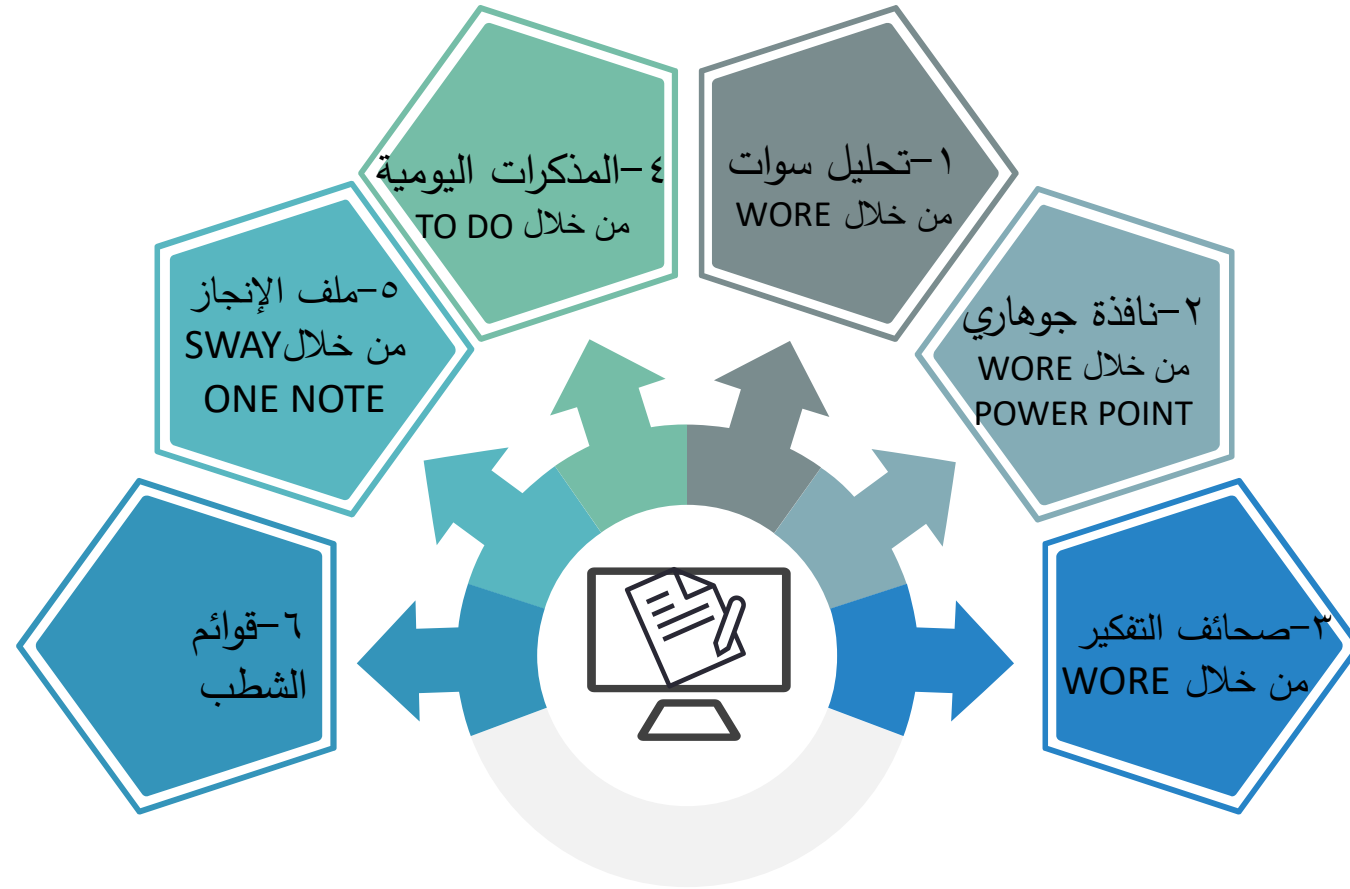 ١-تحليل سوات
من خلال WORE
٢-نافذة جوهاري
من خلال WORE
POWER POINT
٣-صحائف التفكير
من خلال WORE
٤-المذكرات اليومية
من خلال TO DO
٥-ملف الإنجاز
من خلالSWAY
ONE NOTE
٦-قوائم
الشطب